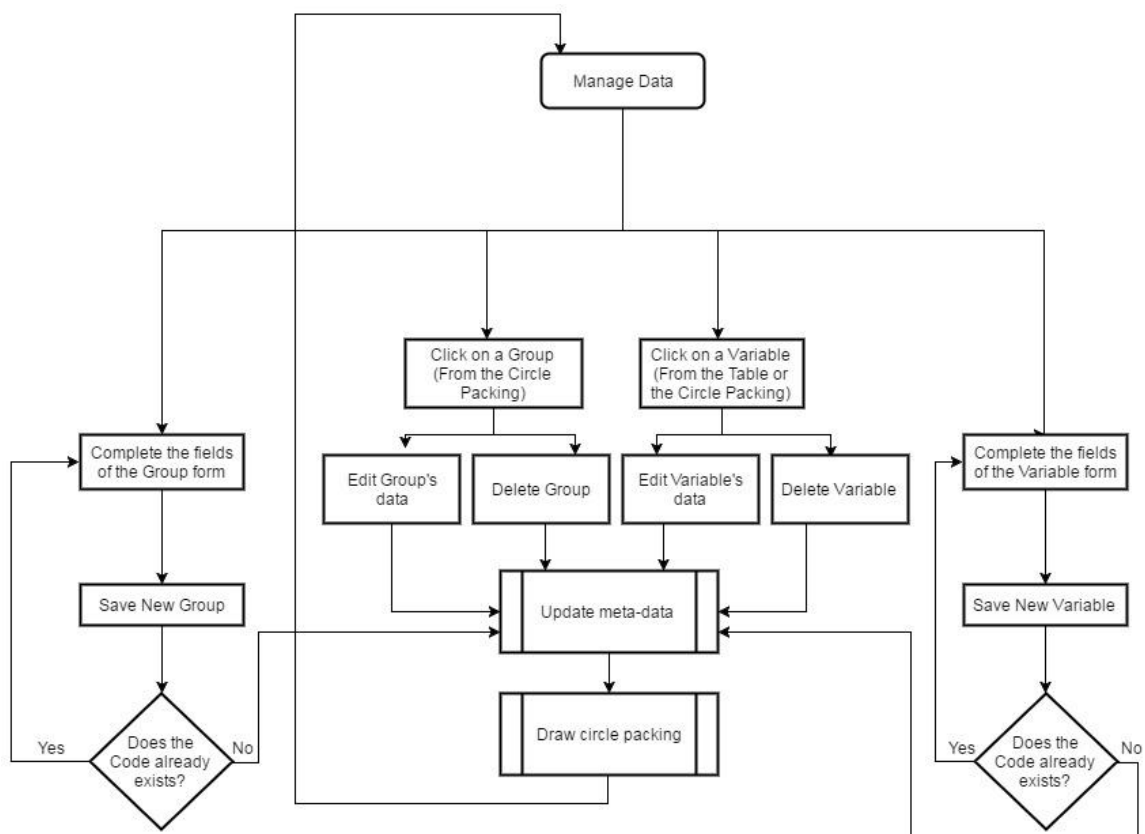 Manage Data
Click on a Group
(From the Circle
Packing)
Click on a Variable
(From the Table or
the Circle Packing)
Complete the fields
of the Group form
Edit Group's
data
Delete Group
Edit Variable's
data
Delete Variable
Complete the fields
of the Variable form
Save New Group
Update meta-data
Save New Variable
Yes
Does the
Code already
exists?
No
Draw circle packing
Yes
Does the
Code already
exists?
No